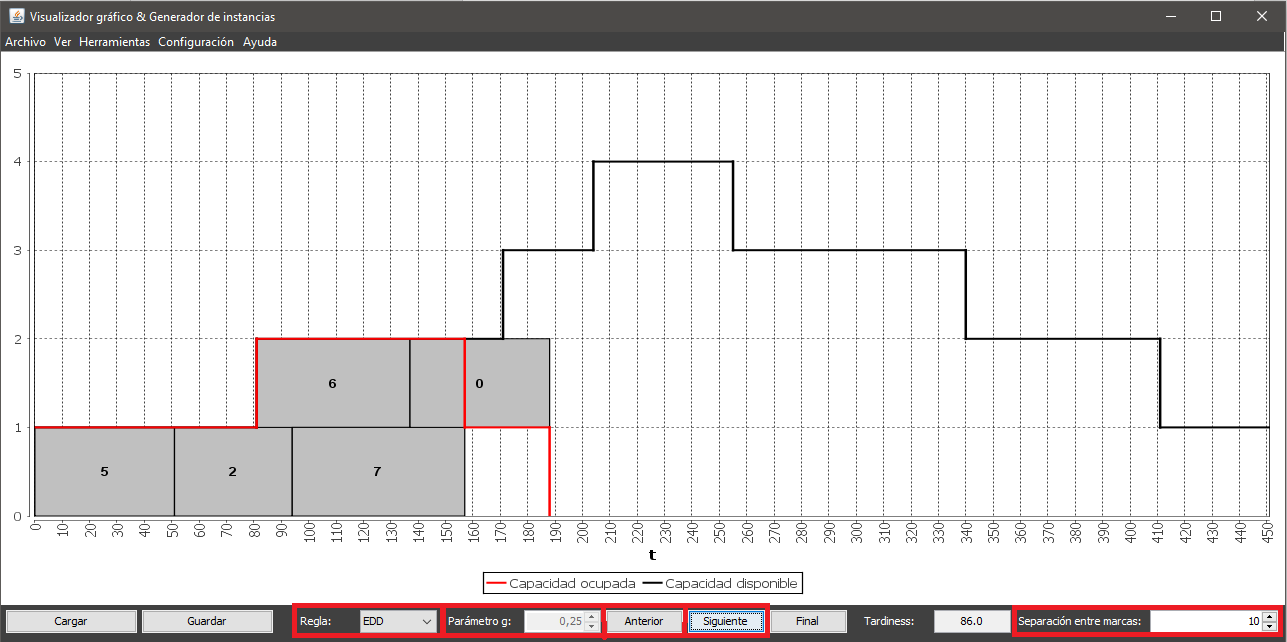 Visualizador gráfico & Generador de instancias
Archivo Ver Herramientas Configuración Ayuda
5
4
3
2
1
0
6
0
5
2
7
0 10 20 30 40 50 60 70 80 90 100 110 120 130 140 150 160 170 180 190 200 210 220 230 240 250 260 270 280 290 300 310 320 330 340 350 360 370 380 390 400 410 420 430 440 450
t
Capacidad ocupada Capacidad disponible
Cargar Guardar Regla: EDD Parámetro g: 0,25 Anterior Siguiente Final Tardiness: 86.0 Separación entre marcas: 10